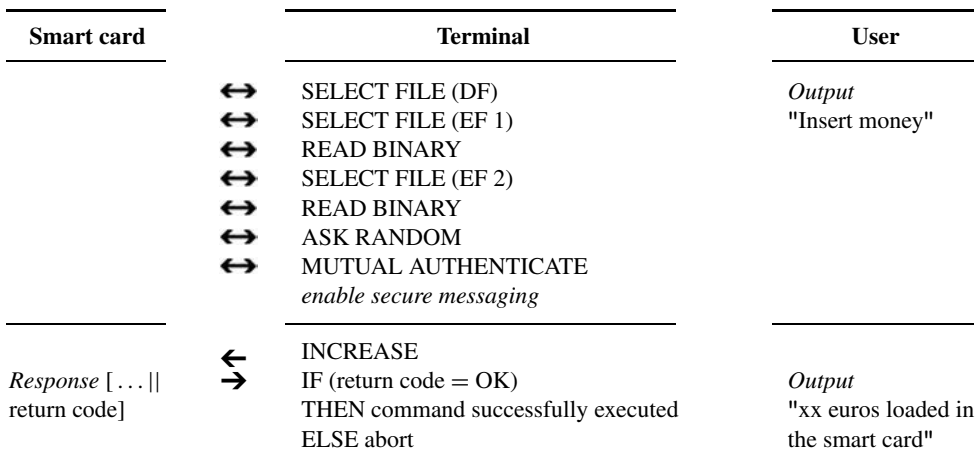 Smart card Terminal User
↔ SELECT FILE (DF) Output
↔ SELECT FILE (EF 1) "Insert money"
↔ READ BINARY
↔ SELECT FILE (EF 2)
↔ READ BINARY
↔ ASK RANDOM
↔ MUTUAL AUTHENTICATE
enable secure messaging
← INCREASE
Response [...|| → IF (return code = OK) Output
return code] THEN command successfully executed "xx euros loaded in
ELSE abort the smart card"